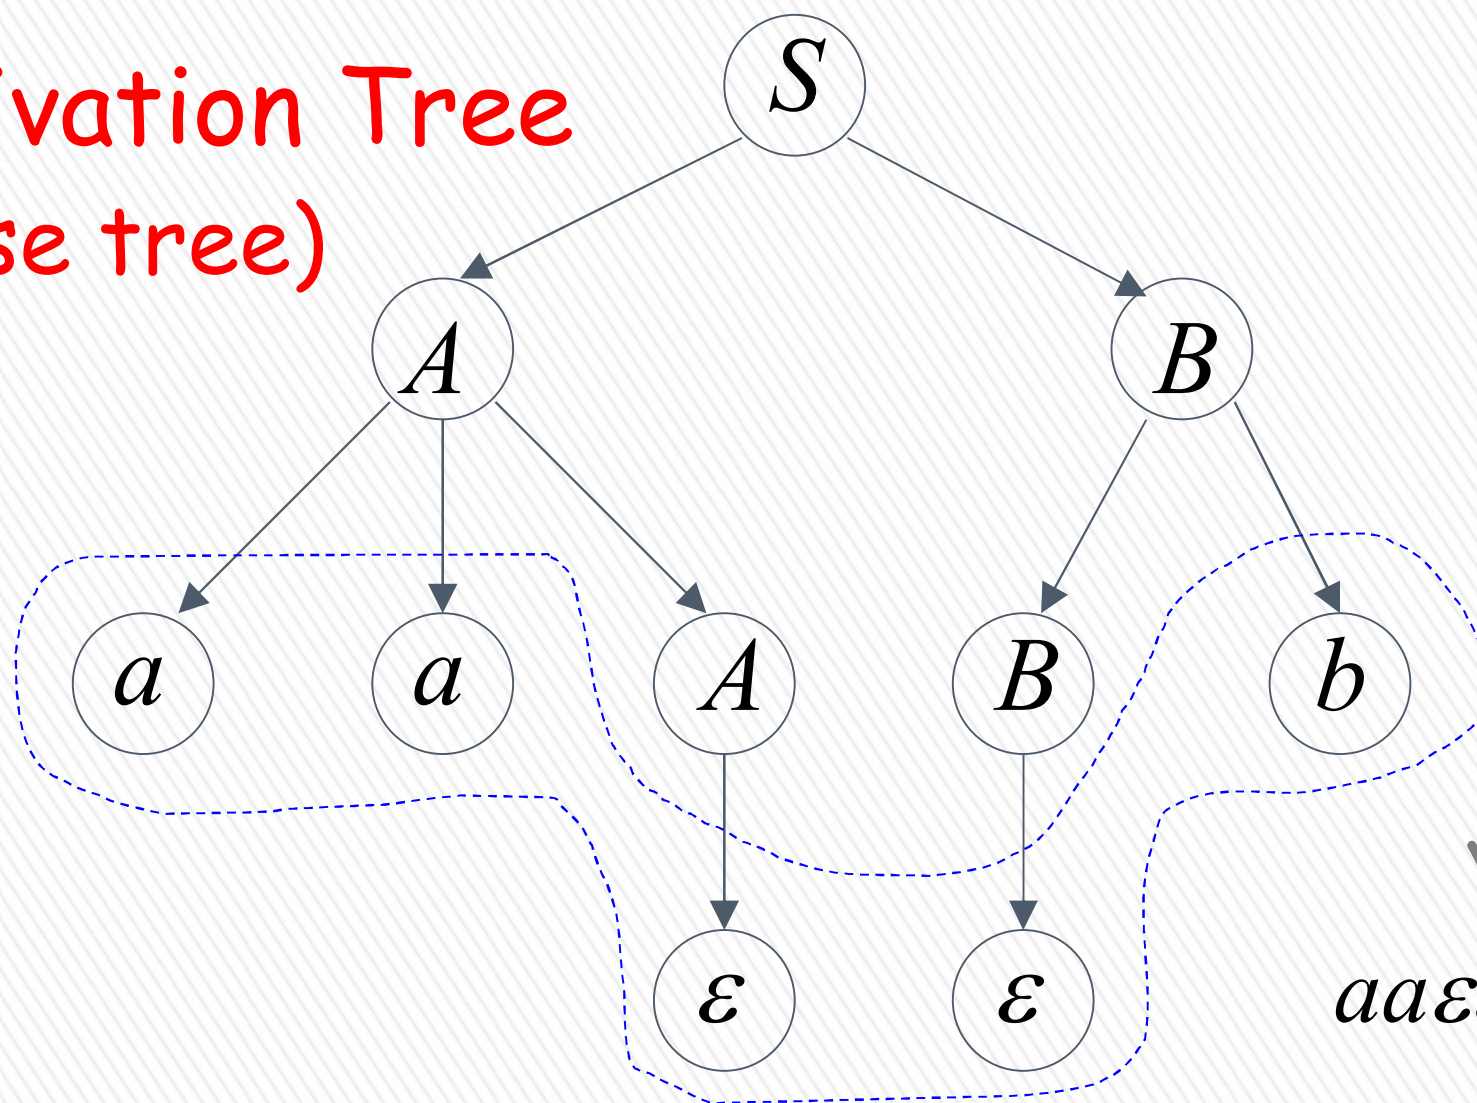 vation Tree
se tree)
S
A B
a a A B b
ε ε
aaε